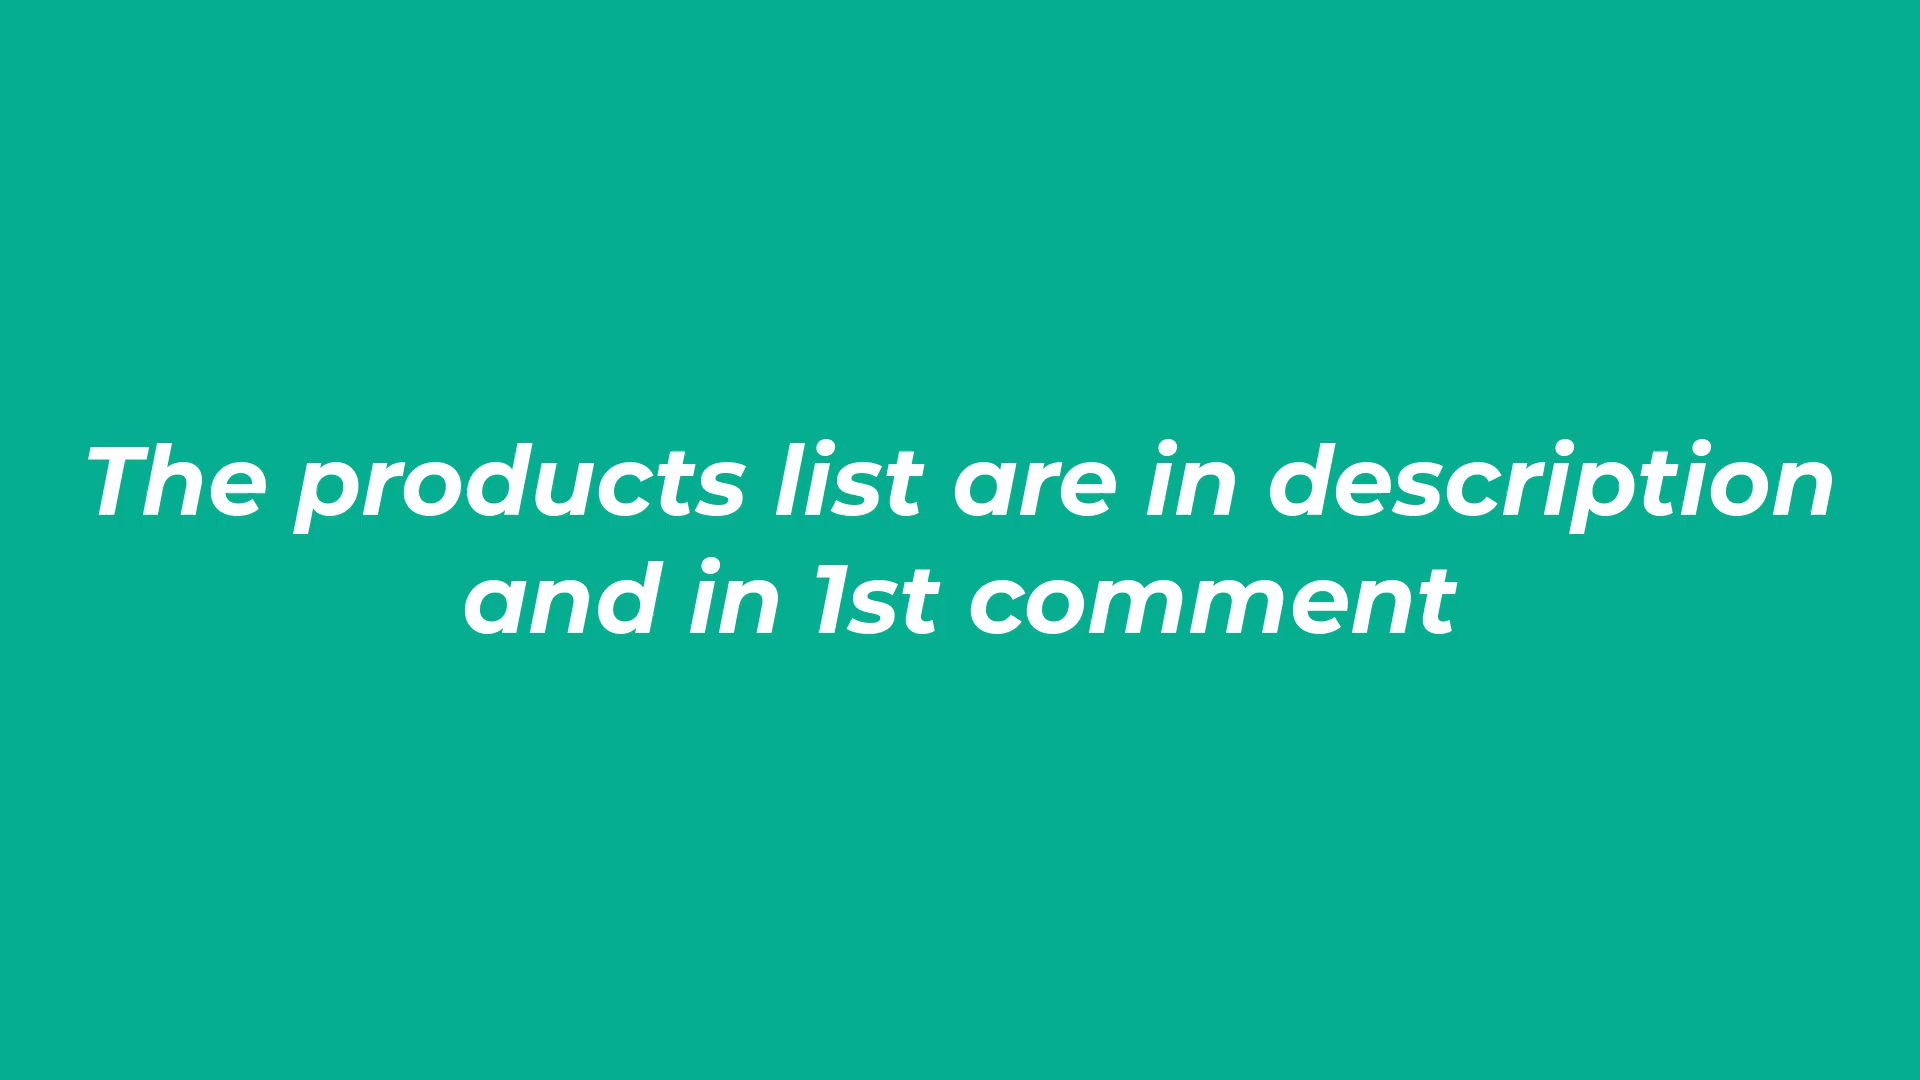 The products list are in description
and in 1st comment